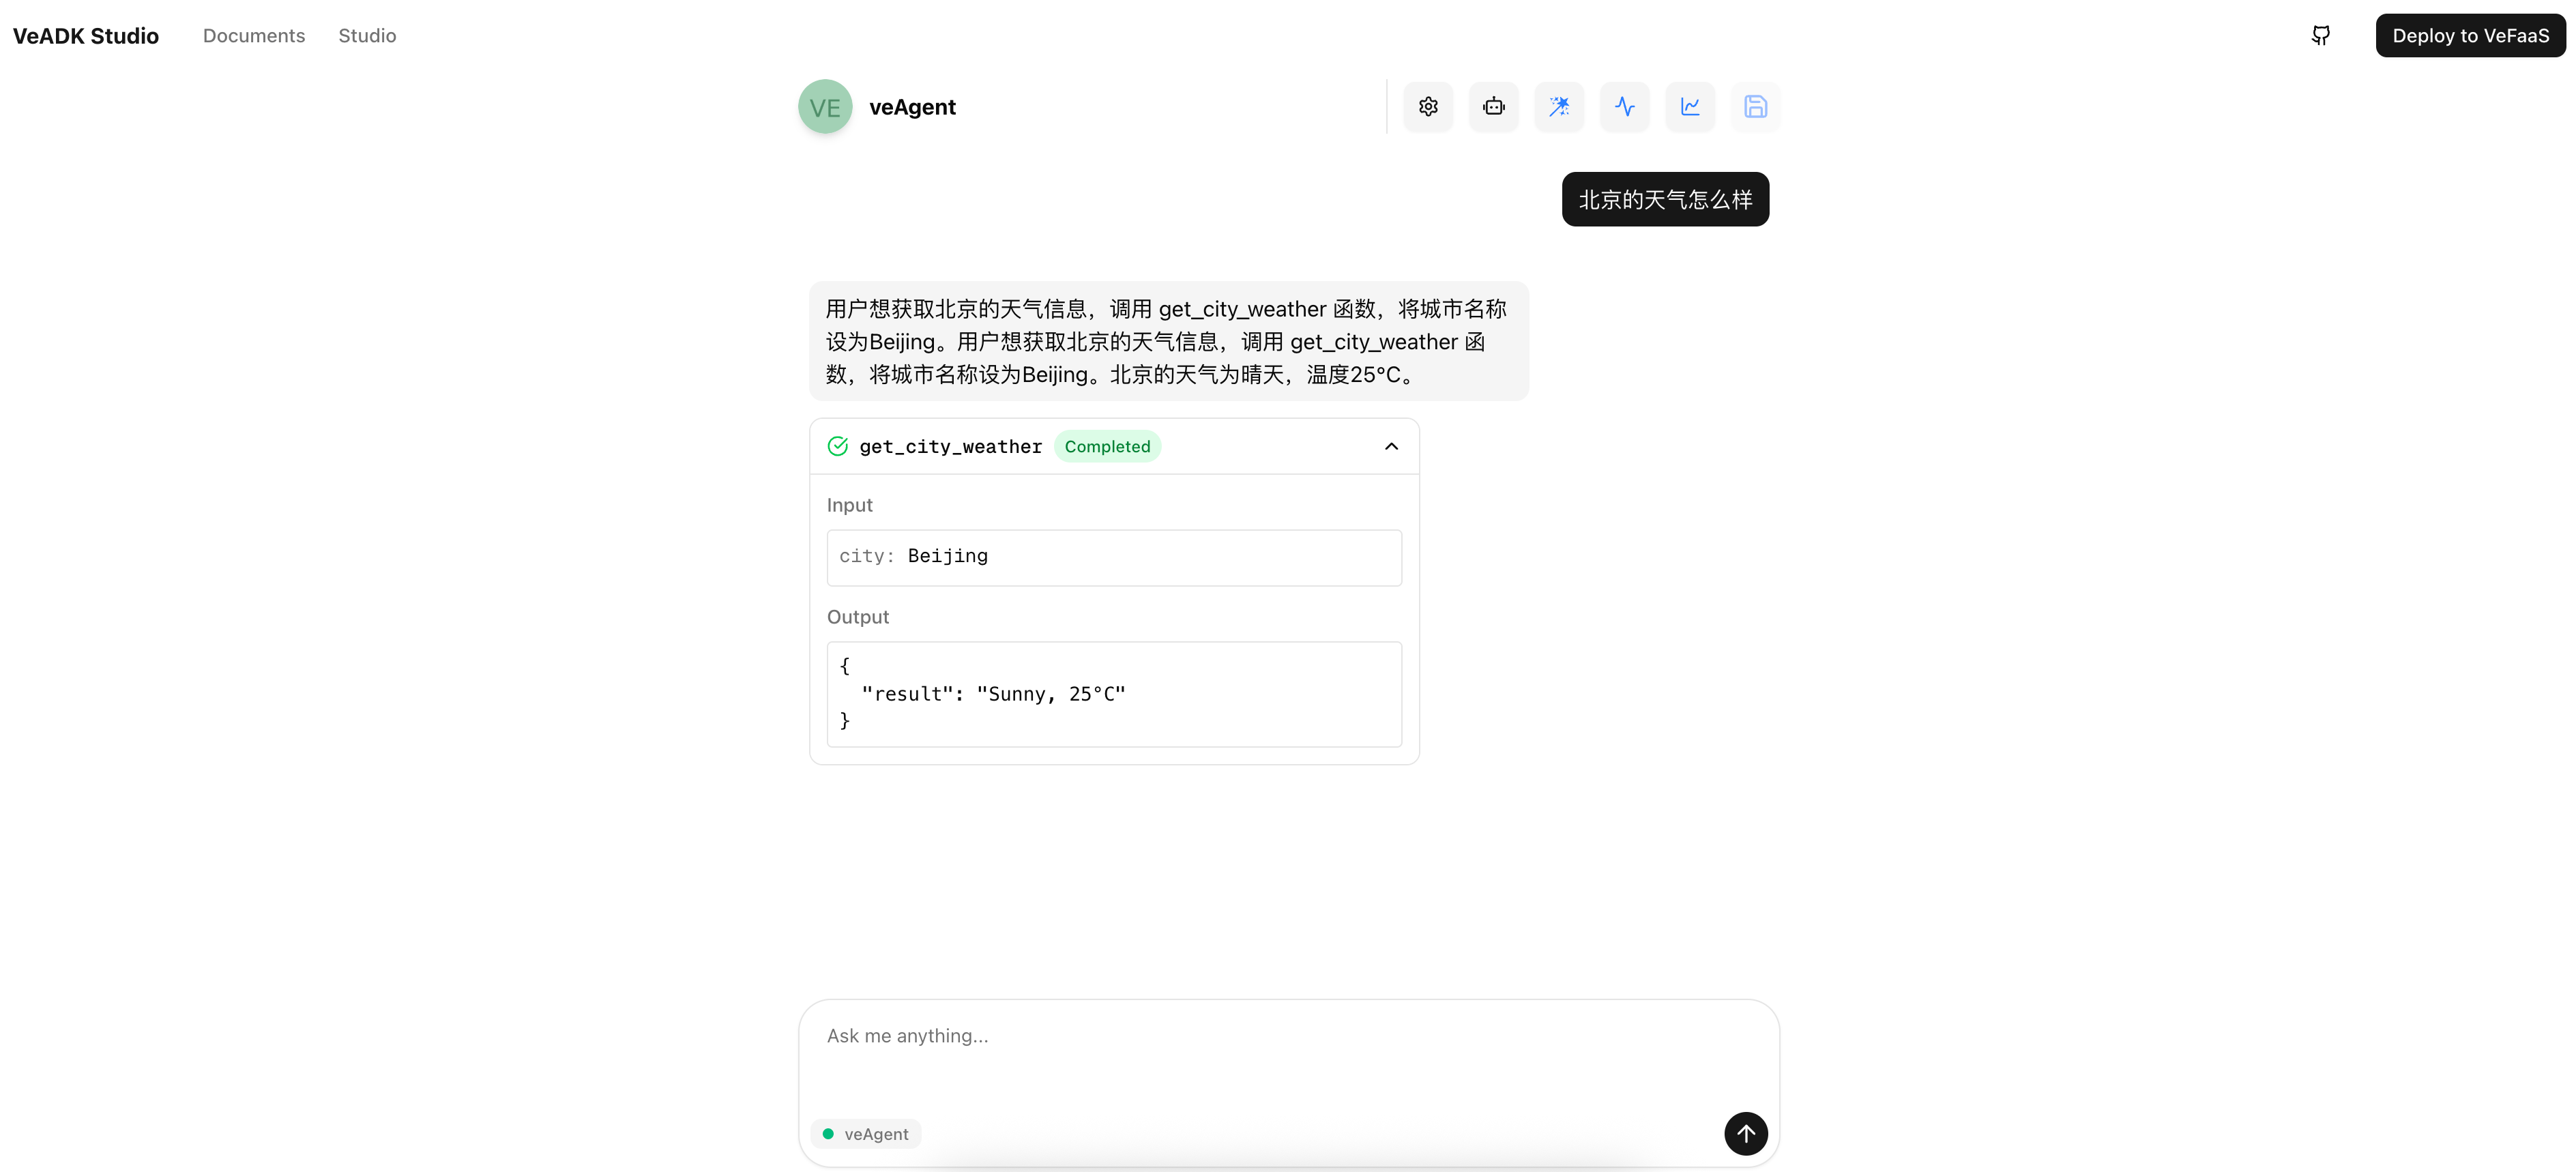 VeADK Studio
Documents
Studio
Deploy to VeFaaS
VE
veAgent
北京的天气怎么样
用户想获取北京的天气信息，调用 get_city_weather 函数，将城市名称
设为Beijing。用户想获取北京的天气信息，调用 get_city_weather 函
数，将城市名称设为Beijing。北京的天气为晴天，温度25°C。
get_city_weather
Completed
Input
city: Beijing
Output
{
"result": "Sunny, 25°C"
}
Ask me anything...
veAgent